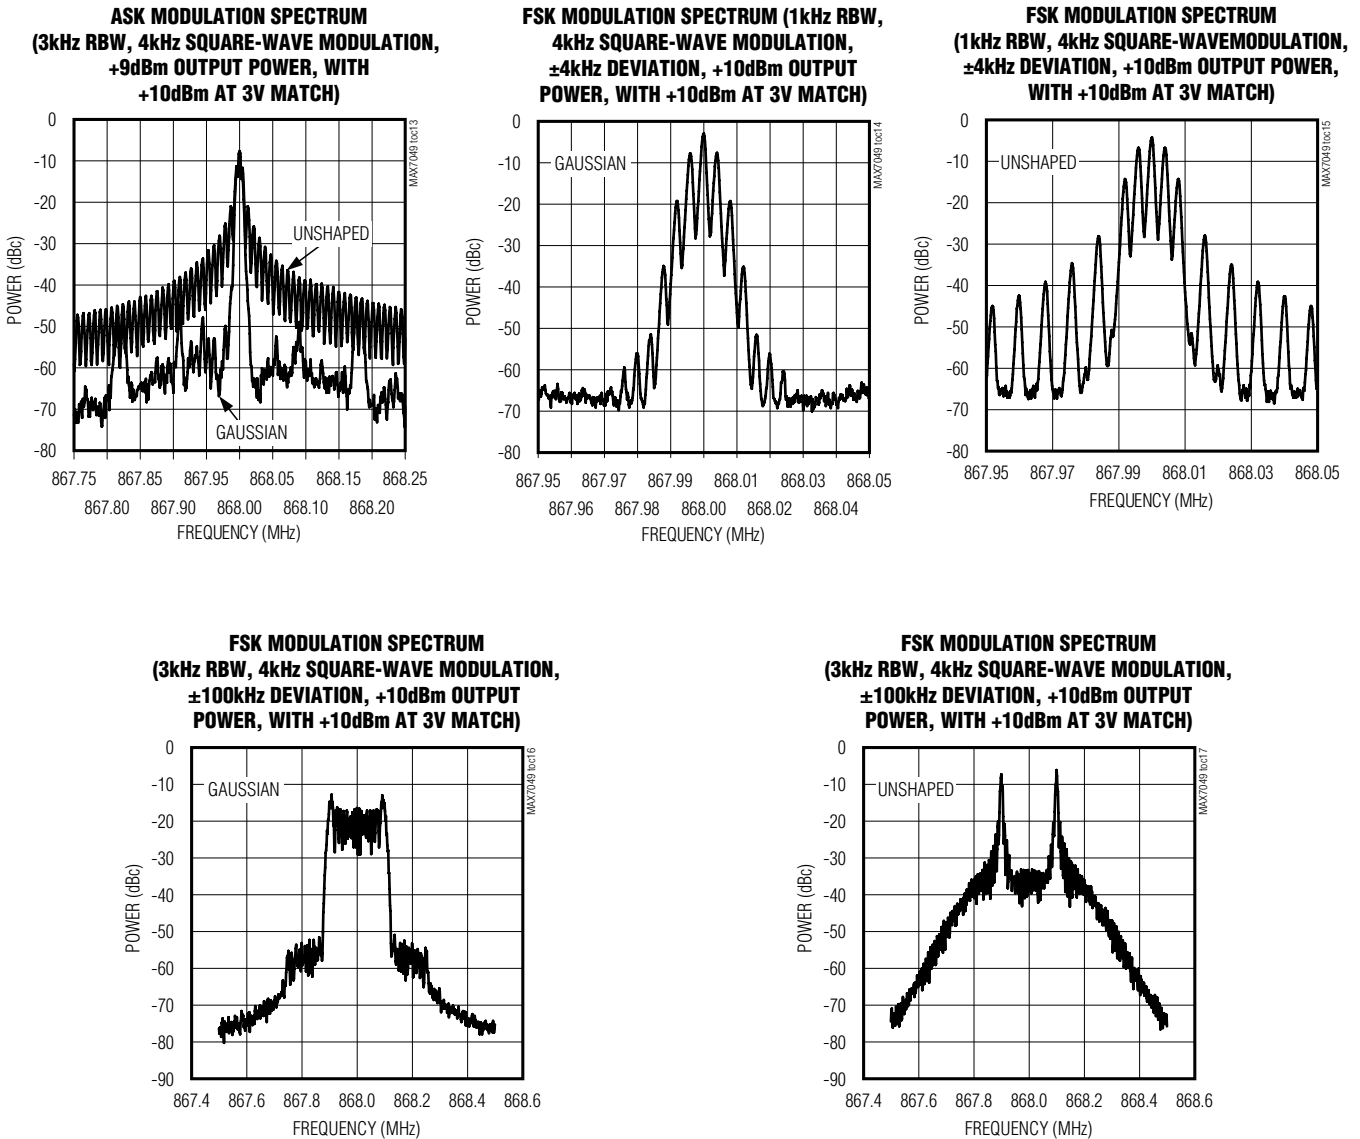 ASK MODULATION SPECTRUM
(3kHz RBW, 4kHz SQUARE-WAVE MODULATION,
+9dBm OUTPUT POWER, WITH
+10dBm AT 3V MATCH)
0
-10
-20
-30
-40
-50
-60
-70
-80
POWER (dBc)
MAX7049 toc13
UNSHAPED
GAUSSIAN
867.75 867.85 867.95 868.05 868.15 868.25
867.80 867.90 868.00 868.10 868.20
FREQUENCY (MHz)
FSK MODULATION SPECTRUM (1kHz RBW,
4kHz SQUARE-WAVE MODULATION,
±4kHz DEVIATION, +10dBm OUTPUT
POWER, WITH +10dBm AT 3V MATCH)
0
-10
-20
-30
-40
-50
-60
-70
-80
POWER (dBc)
MAX7049 toc14
GAUSSIAN
867.95 867.97 867.99 868.01 868.03 868.05
867.96 867.98 868.00 868.02 868.04
FREQUENCY (MHz)
FSK MODULATION SPECTRUM
(1kHz RBW, 4kHz SQUARE-WAVEMODULATION,
±4kHz DEVIATION, +10dBm OUTPUT POWER,
WITH +10dBm AT 3V MATCH)
0
-10
-20
-30
-40
-50
-60
-70
-80
POWER (dBc)
MAX7049 toc15
UNSHAPED
867.95 867.97 867.99 868.01 868.03 868.05
FREQUENCY (MHz)
FSK MODULATION SPECTRUM
(3kHz RBW, 4kHz SQUARE-WAVE MODULATION,
±100kHz DEVIATION, +10dBm OUTPUT
POWER, WITH +10dBm AT 3V MATCH)
0
-10
-20
-30
-40
-50
-60
-70
-80
-90
POWER (dBc)
MAX7049 toc16
GAUSSIAN
867.4 867.6 867.8 868.0 868.2 868.4 868.6
FREQUENCY (MHz)
FSK MODULATION SPECTRUM
(3kHz RBW, 4kHz SQUARE-WAVE MODULATION,
±100kHz DEVIATION, +10dBm OUTPUT
POWER, WITH +10dBm AT 3V MATCH)
0
-10
-20
-30
-40
-50
-60
-70
-80
-90
POWER (dBc)
MAX7049 toc17
UNSHAPED
867.4 867.6 867.8 868.0 868.2 868.4 868.6
FREQUENCY (MHz)